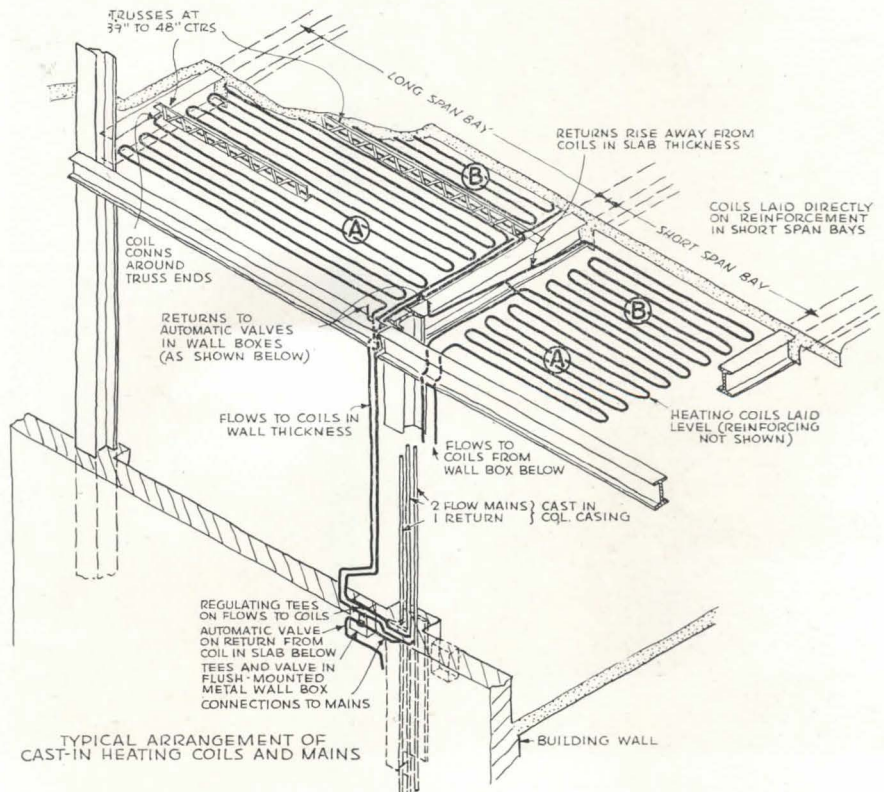 TRUSSES AT
39" TO 48" CTRS
LONG SPAN BAY
RETURNS RISE AWAY FROM
COILS IN SLAB THICKNESS
B
SHORT SPAN BAY
COILS LAID DIRECTLY
ON REINFORCEMENT
IN SHORT SPAN BAYS
A
COIL
CONNS
AROUND
TRUSS ENDS
B
RETURNS TO
AUTOMATIC VALVES
IN WALL BOXES
(AS SHOWN BELOW)
A
FLOWS TO COILS IN
WALL THICKNESS
HEATING COILS LAID
LEVEL (REINFORCING
NOT SHOWN)
FLOWS TO
COILS FROM
WALL BOX BELOW
2 FLOW MAINS } CAST IN
1 RETURN } COL. CASING
REGULATING TEES
ON FLOWS TO COILS
AUTOMATIC VALVE
ON RETURN FROM
COIL IN SLAB BELOW
TEES AND VALVE IN
FLUSH-MOUNTED
METAL WALL BOX
CONNECTIONS TO MAINS
TYPICAL ARRANGEMENT OF
CAST-IN HEATING COILS AND MAINS
BUILDING WALL